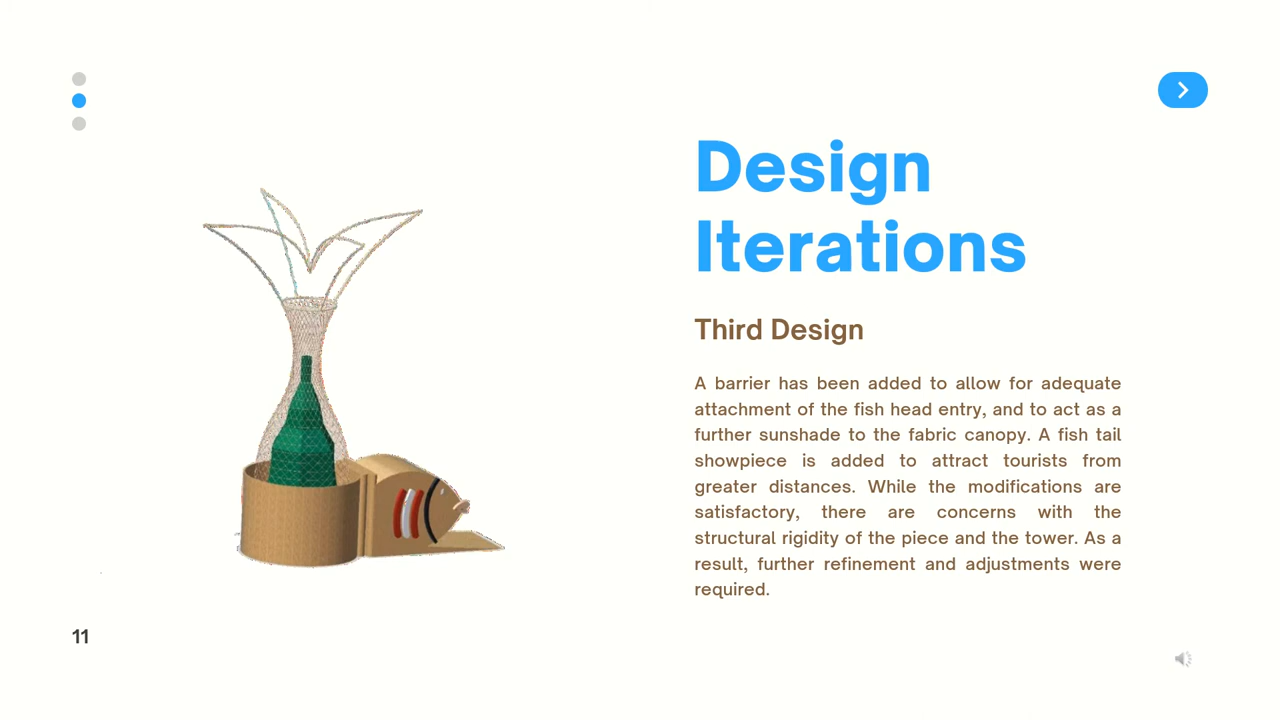 Design
Iterations
Third Design
A barrier has been added to allow for adequate
attachment of the fish head entry, and to act as a
further sunshade to the fabric canopy. A fish tail
showpiece is added to attract tourists from
greater distances. While the modifications are
satisfactory, there are concerns with the
structural rigidity of the piece and the tower. As a
result, further refinement and adjustments were
required.
11